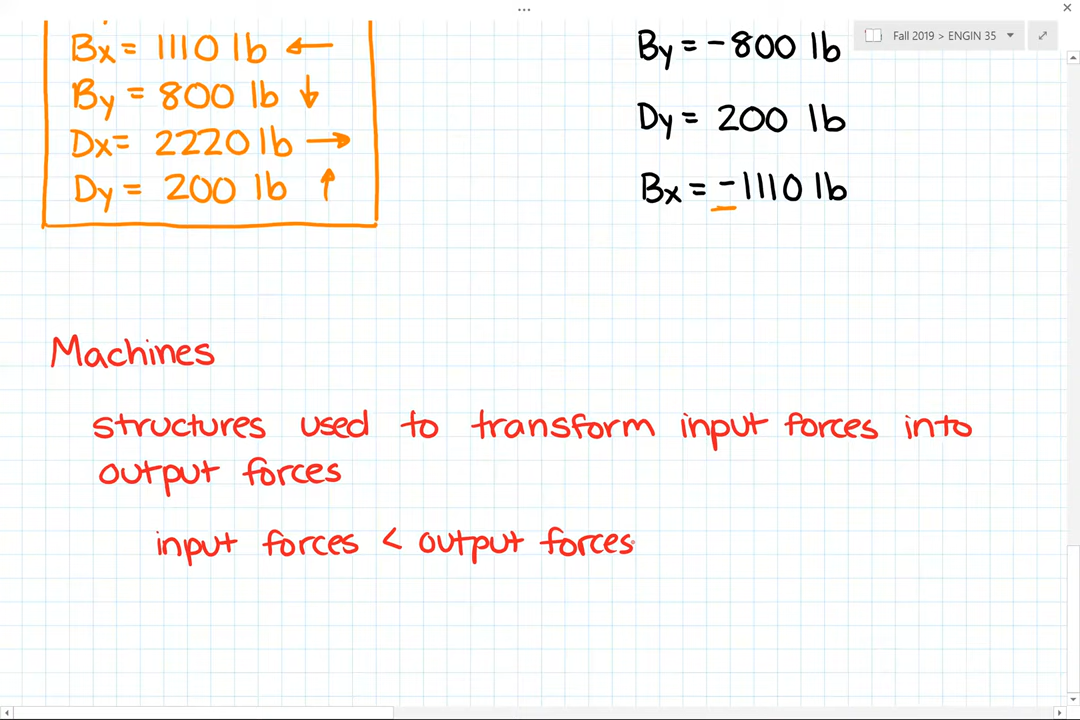 ...
Fall 2019 > ENGIN 35
Bx = 1110 lb ←
By = 800 lb ↓
Dx = 2220 lb →
Dy = 200 lb ↑
By = -800 lb
Dy = 200 lb
Bx = -1110 lb
Machines
structures used to transform input forces into
output forces
input forces < output forces